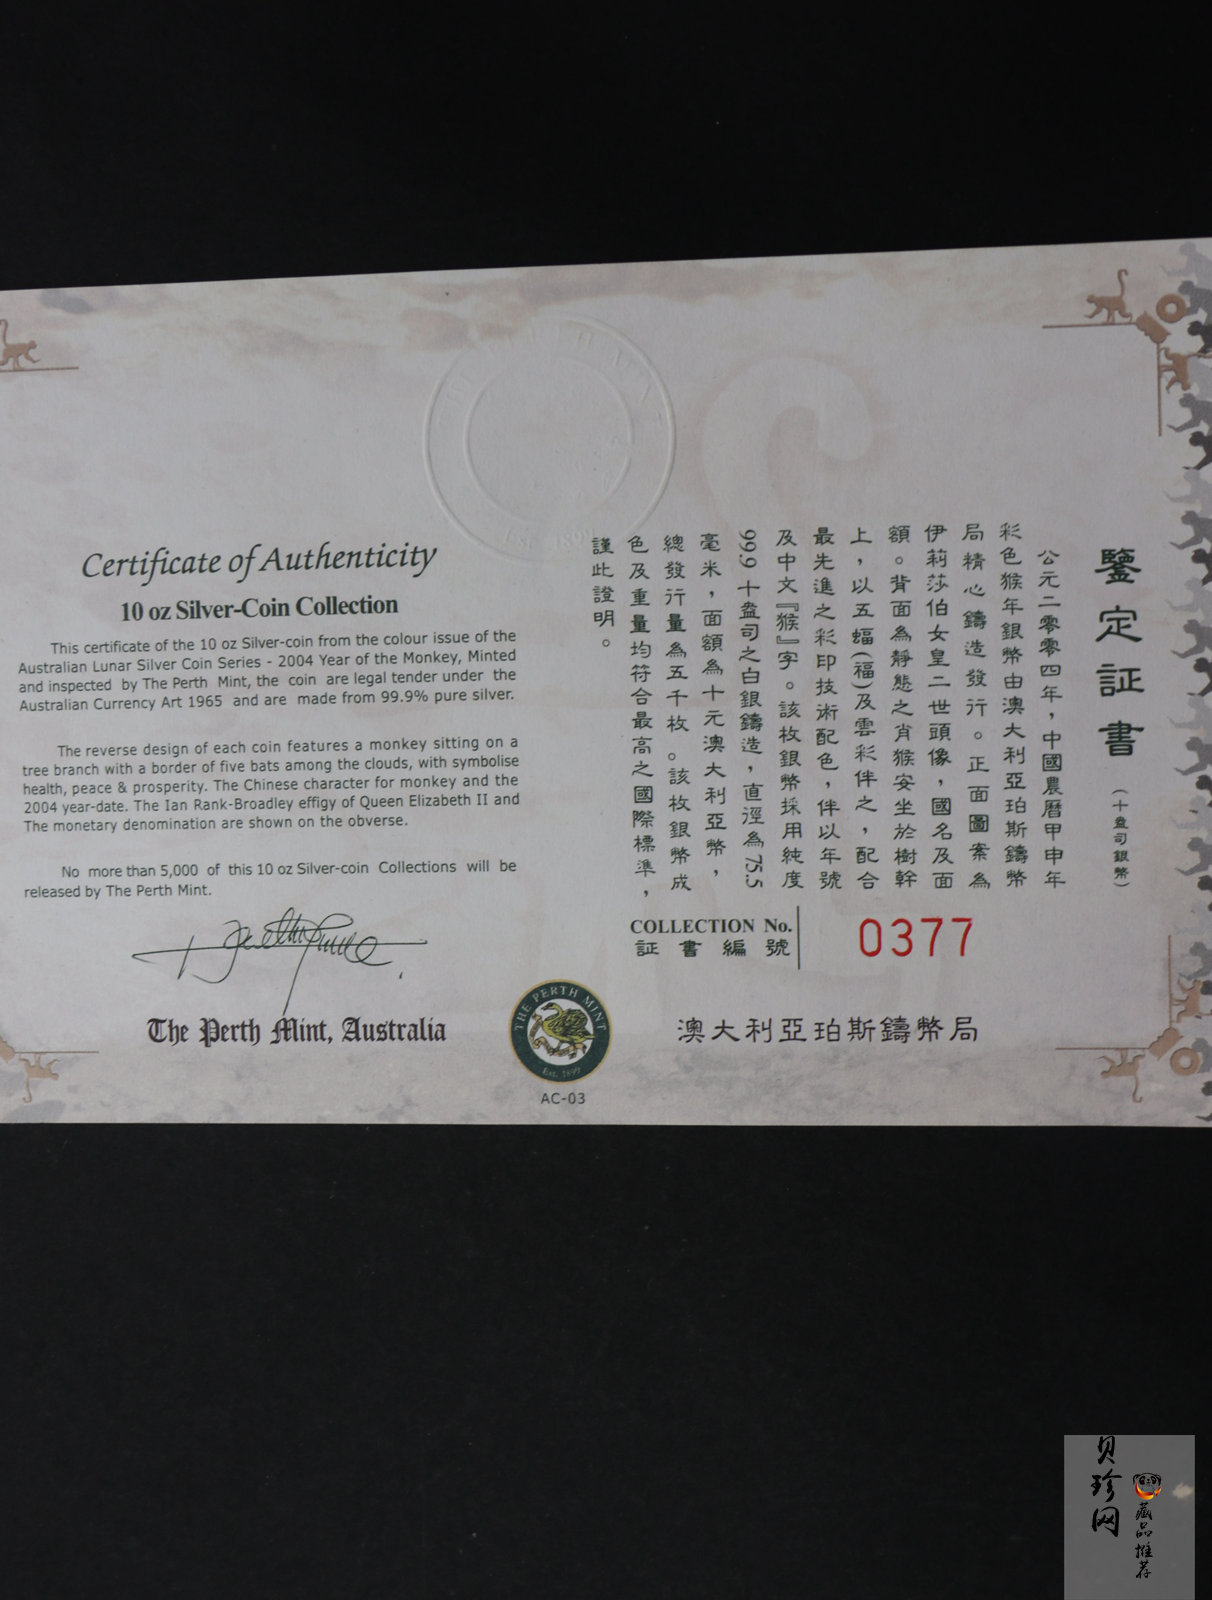 Certificate of Authenticity
10 oz Silver-Coin Collection
This certificate of the 10 oz Silver-coin from the colour issue of the
Australian Lunar Silver Coin Series - 2004 Year of the Monkey, Minted
and inspected by The Perth Mint, the coin are legal tender under the
Australian Currency Art 1965 and are made from 99.9% pure silver.
The reverse design of each coin features a monkey sitting on a
tree branch with a border of five bats among the clouds, with symbolise
health, peace & prosperity. The Chinese character for monkey and the
2004 year-date. The Ian Rank-Broadley effigy of Queen Elizabeth II and
The monetary denomination are shown on the obverse.
No more than 5,000 of this 10 oz Silver-coin Collections will be
released by The Perth Mint.
The Perth Mint, Australia
THE PERTH MINT
Est. 1899
AC-03
鑒定証書
(十盎司銀幣)
公元二零零四年，中國農曆甲申年
彩色猴年銀幣由澳大利亞珀斯鑄幣
局精心鑄造發行。正面圖案為
伊莉莎伯女皇二世頭像，國名及面
額。背面為靜態之肖猴安坐於樹幹
上，以五蝠(福)及雲彩伴之，配合
最先進之彩印技術配色，伴以年號
及中文『猴』字。該枚銀幣採用純度
99.9 十盎司之白銀鑄造，直徑為75.5
毫米，面額為十元澳大利亞幣，
總發行量為五千枚。該枚銀幣成
色及重量均符合最高之國際標準，
謹此證明。
COLLECTION No.
証書編號
0377
澳大利亞珀斯鑄幣局
贝珍网
藏品推荐